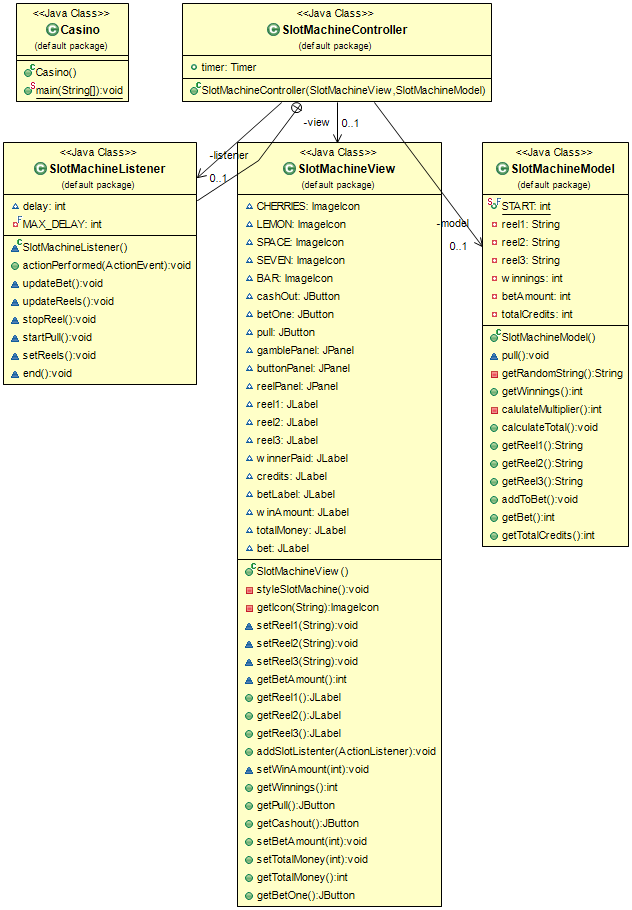 <<Java Class>>
Casino
(default package)
Casino()
main(String[]):void
<<Java Class>>
SlotMachineController
(default package)
timer: Timer
SlotMachineController(SlotMachineView,SlotMachineModel)
-listener
0..1
-view
0..1
-model
0..1
<<Java Class>>
SlotMachineListener
(default package)
delay: int
MAX_DELAY: int
SlotMachineListener()
actionPerformed(ActionEvent):void
updateBet():void
updateReels():void
stopReel():void
startPull():void
setReels():void
end():void
<<Java Class>>
SlotMachineView
(default package)
CHERRIES: ImageIcon
LEMON: ImageIcon
SPACE: ImageIcon
SEVEN: ImageIcon
BAR: ImageIcon
cashOut: JButton
betOne: JButton
pull: JButton
gamblePanel: JPanel
buttonPanel: JPanel
reelPanel: JPanel
reel1: JLabel
reel2: JLabel
reel3: JLabel
winnerPaid: JLabel
credits: JLabel
betLabel: JLabel
winAmount: JLabel
totalMoney: JLabel
bet: JLabel
SlotMachineView()
styleSlotMachine():void
getIcon(String):ImageIcon
setReel1(String):void
setReel2(String):void
setReel3(String):void
getBetAmount():int
getReel1():JLabel
getReel2():JLabel
getReel3():JLabel
addSlotListenter(ActionListener):void
setWinAmount(int):void
getWinnings():int
getPull():JButton
getCashout():JButton
setBetAmount(int):void
setTotalMoney(int):void
getTotalMoney():int
getBetOne():JButton
<<Java Class>>
SlotMachineModel
(default package)
START: int
reel1: String
reel2: String
reel3: String
winnings: int
betAmount: int
totalCredits: int
SlotMachineModel()
pull():void
getRandomString():String
getWinnings():int
calulateMultiplier():int
calculateTotal():void
getReel1():String
getReel2():String
getReel3():String
addToBet():void
getBet():int
getTotalCredits():int